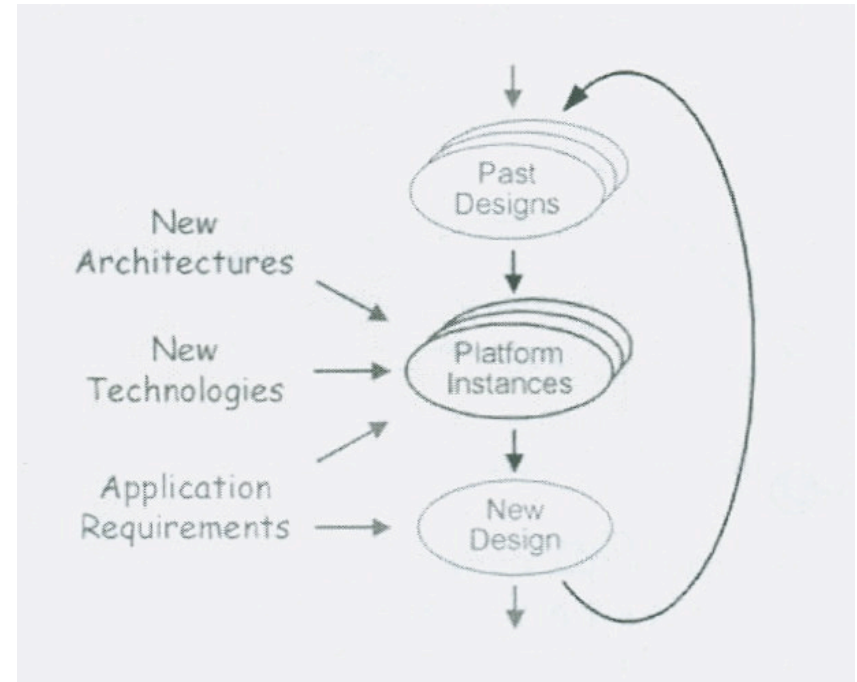 Past
Designs
New
Architectures
New
Technologies
Platform
Instances
Application
Requirements
New
Design